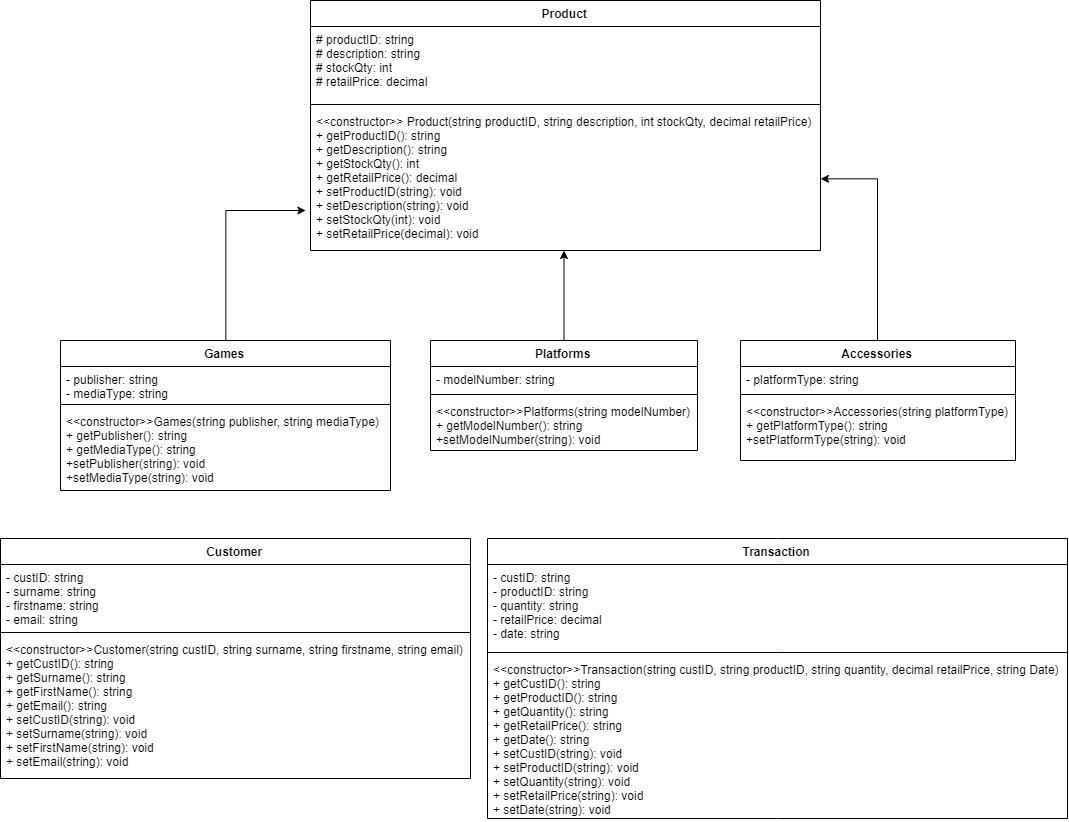 Product
# productID: string
# description: string
# stockQty: int
# retailPrice: decimal
<<constructor>> Product(string productID, string description, int stockQty, decimal retailPrice)
+ getProductID(): string
+ getDescription(): string
+ getStockQty(): int
+ getRetailPrice(): decimal
+ setProductID(string): void
+ setDescription(string): void
+ setStockQty(int): void
+ setRetailPrice(decimal): void
Games
- publisher: string
- mediaType: string
<<constructor>>Games(string publisher, string mediaType)
+ getPublisher(): string
+ getMediaType(): string
+setPublisher(string): void
+setMediaType(string): void
Platforms
- modelNumber: string
<<constructor>>Platforms(string modelNumber)
+ getModelNumber(): string
+setModelNumber(string): void
Accessories
- platformType: string
<<constructor>>Accessories(string platformType)
+ getPlatformType(): string
+setPlatformType(string): void
Customer
- custID: string
- surname: string
- firstname: string
- email: string
<<constructor>>Customer(string custID, string surname, string firstname, string email)
+ getCustID(): string
+ getSurname(): string
+ getFirstName(): string
+ getEmail(): string
+ setCustID(string): void
+ setSurname(string): void
+ setFirstName(string): void
+ setEmail(string): void
Transaction
- custID: string
- productID: string
- quantity: string
- retailPrice: decimal
- date: string
<<constructor>>Transaction(string custID, string productID, string quantity, decimal retailPrice, string Date)
+ getCustID(): string
+ getProductID(): string
+ getQuantity(): string
+ getRetailPrice(): string
+ getDate(): string
+ setCustID(string): void
+ setProductID(string): void
+ setQuantity(string): void
+ setRetailPrice(string): void
+ setDate(string): void